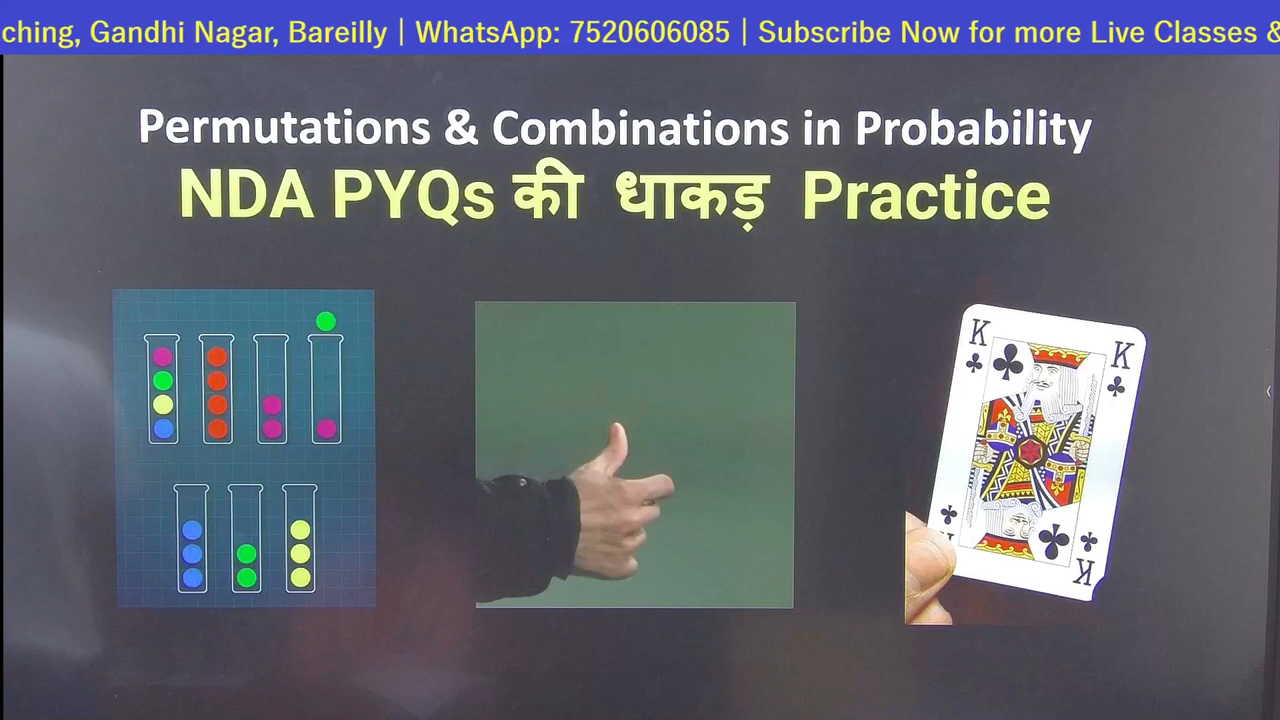 ching, Gandhi Nagar, Bareilly | WhatsApp: 7520606085 | Subscribe Now for more Live Classes &
Permutations & Combinations in Probability
NDA PYQs की धाकड़ Practice
K
K
K